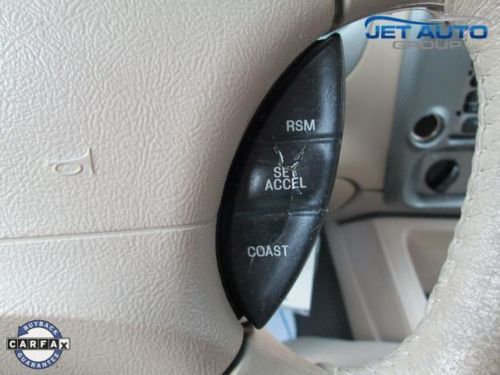 JET AUTO
GROUP
RSM
SET
ACCEL
COAST
BUYBACK
CARFAX
GUARANTEE